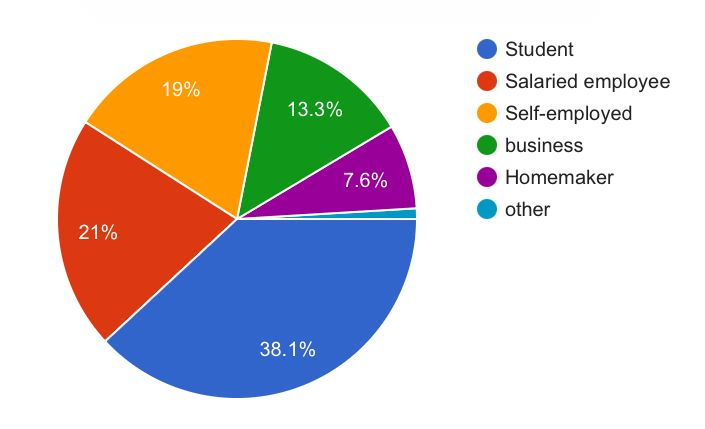 Student
Salaried employee
Self-employed
business
Homemaker
other
19%
13.3%
7.6%
21%
38.1%